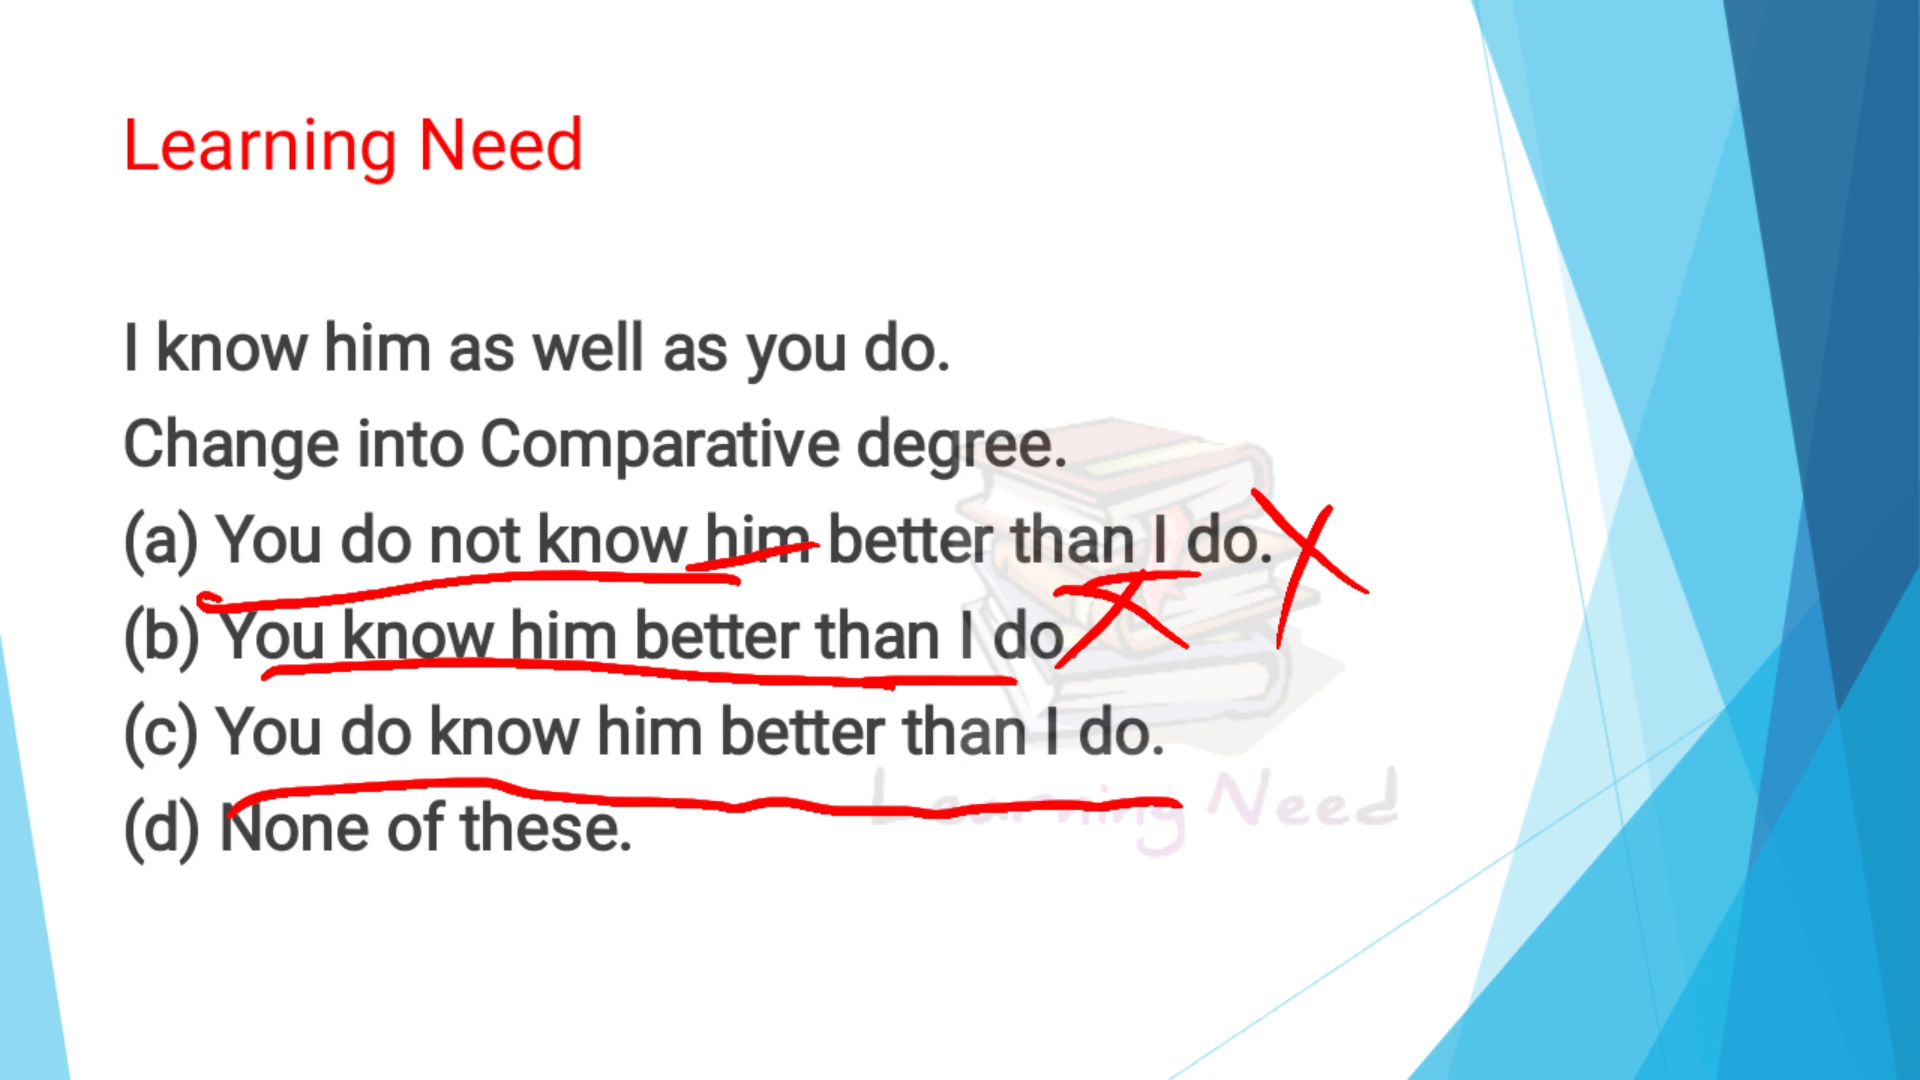 Learning Need
I know him as well as you do.
Change into Comparative degree.
(a) You do not know him better than I do.
(b) You know him better than I do
(c) You do know him better than I do.
(d) None of these.
Learning Need